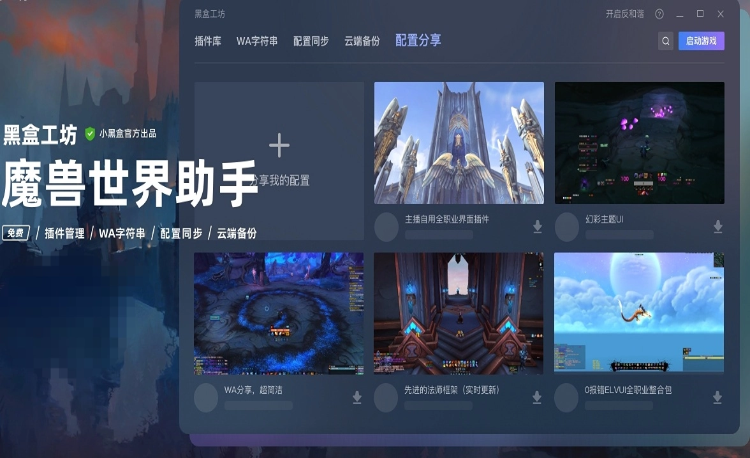 黑盒工坊
开启反和谐
插件库 WA字符串 配置同步 云端备份 配置分享
启动游戏
黑盒工坊 小黑盒官方出品
魔兽世界助手
免费 / 插件管理 / WA字符串 / 配置同步 / 云端备份
分享我的配置
主播自用全职业界面插件
幻彩主题UI
WA分享，超简洁
先进的法师框架（实时更新）
0报错ELVUI全职业整合包